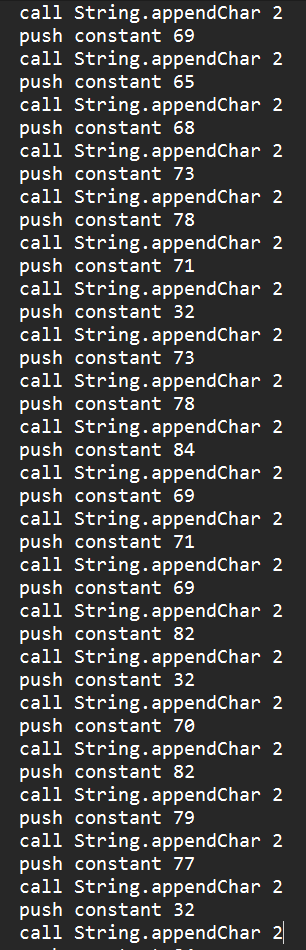 call String.appendChar 2
push constant 69
call String.appendChar 2
push constant 65
call String.appendChar 2
push constant 68
call String.appendChar 2
push constant 73
call String.appendChar 2
push constant 78
call String.appendChar 2
push constant 71
call String.appendChar 2
push constant 32
call String.appendChar 2
push constant 73
call String.appendChar 2
push constant 78
call String.appendChar 2
push constant 84
call String.appendChar 2
push constant 69
call String.appendChar 2
push constant 71
call String.appendChar 2
push constant 69
call String.appendChar 2
push constant 82
call String.appendChar 2
push constant 32
call String.appendChar 2
push constant 70
call String.appendChar 2
push constant 82
call String.appendChar 2
push constant 79
call String.appendChar 2
push constant 77
call String.appendChar 2
push constant 32
call String.appendChar 2